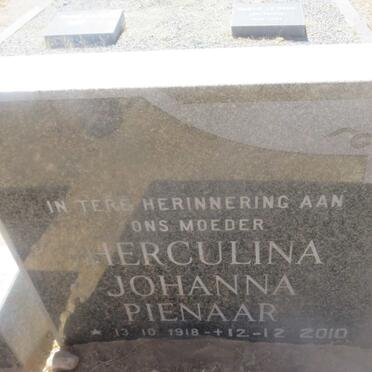 IN TERE HERINNERING AAN
ONS MOEDER
HERCULINA
JOHANNA
PIENAAR
* 13. 10. 1918 - + 12 - 12 2010